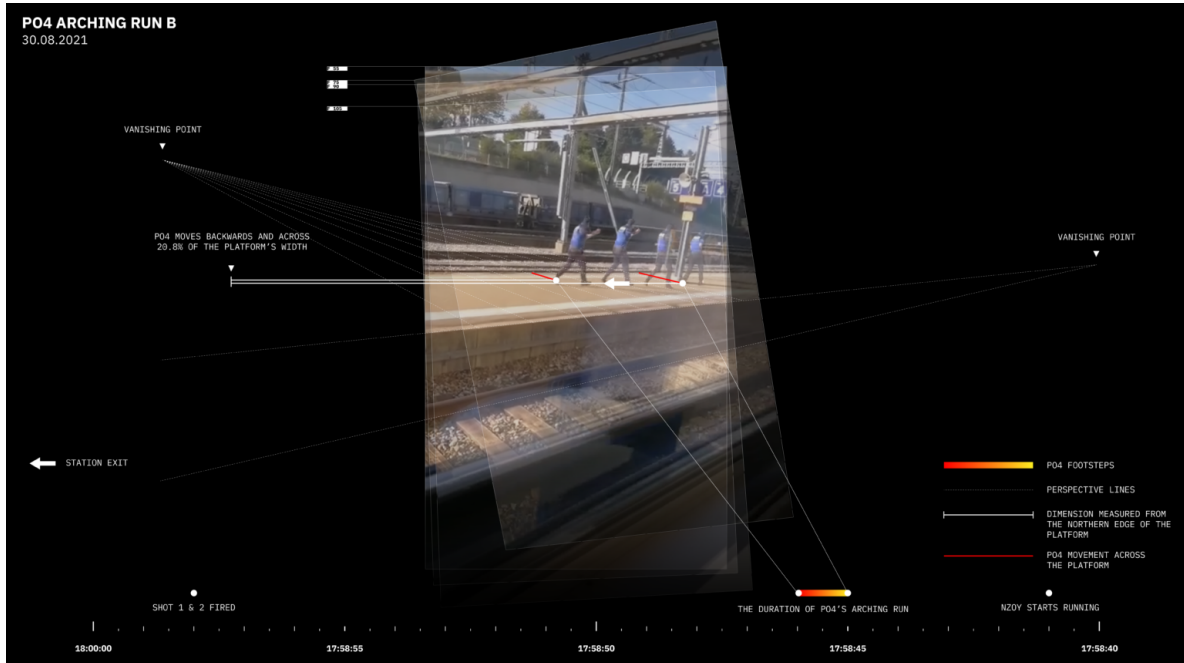 PO4 ARCHING RUN B
30.08.2021
VANISHING POINT
PO4 MOVES BACKWARDS AND ACROSS
20.8% OF THE PLATFORM'S WIDTH
VANISHING POINT
STATION EXIT
PO4 FOOTSTEPS
PERSPECTIVE LINES
DIMENSION MEASURED FROM
THE NORTHERN EDGE OF THE
PLATFORM
PO4 MOVEMENT ACROSS
THE PLATFORM
SHOT 1 & 2 FIRED
THE DURATION OF PO4'S ARCHING RUN
NZOY STARTS RUNNING
18:00:00
17:58:55
17:58:50
17:58:45
17:58:40